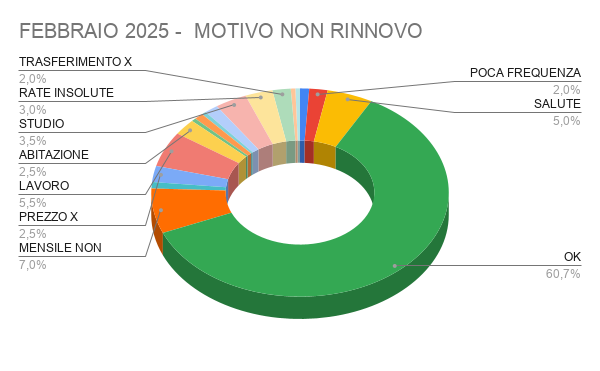 FEBBRAIO 2025 -  MOTIVO NON RINNOVO
TRASFERIMENTO X
2,0%
RATE INSOLUTE
3,0%
STUDIO
3,5%
ABITAZIONE
2,5%
LAVORO
5,5%
PREZZO X
2,5%
MENSILE NON
7,0%
POCA FREQUENZA
2,0%
SALUTE
5,0%
OK
60,7%